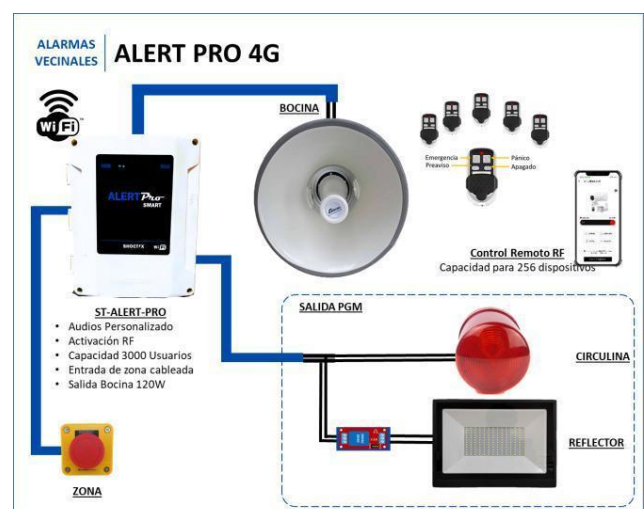 ALARMAS
VECINALES
ALERT PRO 4G
WiFi
BOCINA
ALERT Pro
SMART
WiFi
Emergencia
Preaviso
Pánico
Apagado
Control Remoto RF
Capacidad para 256 dispositivos
ST-ALERT-PRO
• Audios Personalizado
• Activación RF
• Capacidad 3000 Usuarios
• Entrada de zona cableada
• Salida Bocina 120W
SALIDA PGM
CIRCULINA
REFLECTOR
ZONA